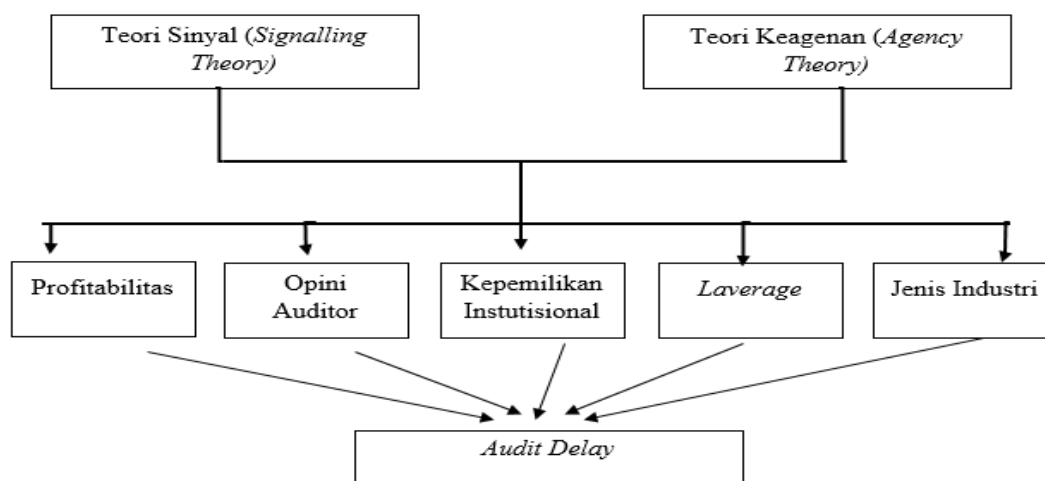 Teori Sinyal (Signalling
Theory)
Teori Keagenan (Agency
Theory)
Profitabilitas
Opini
Auditor
Kepemilikan
Instutisional
Laverage
Jenis Industri
Audit Delay